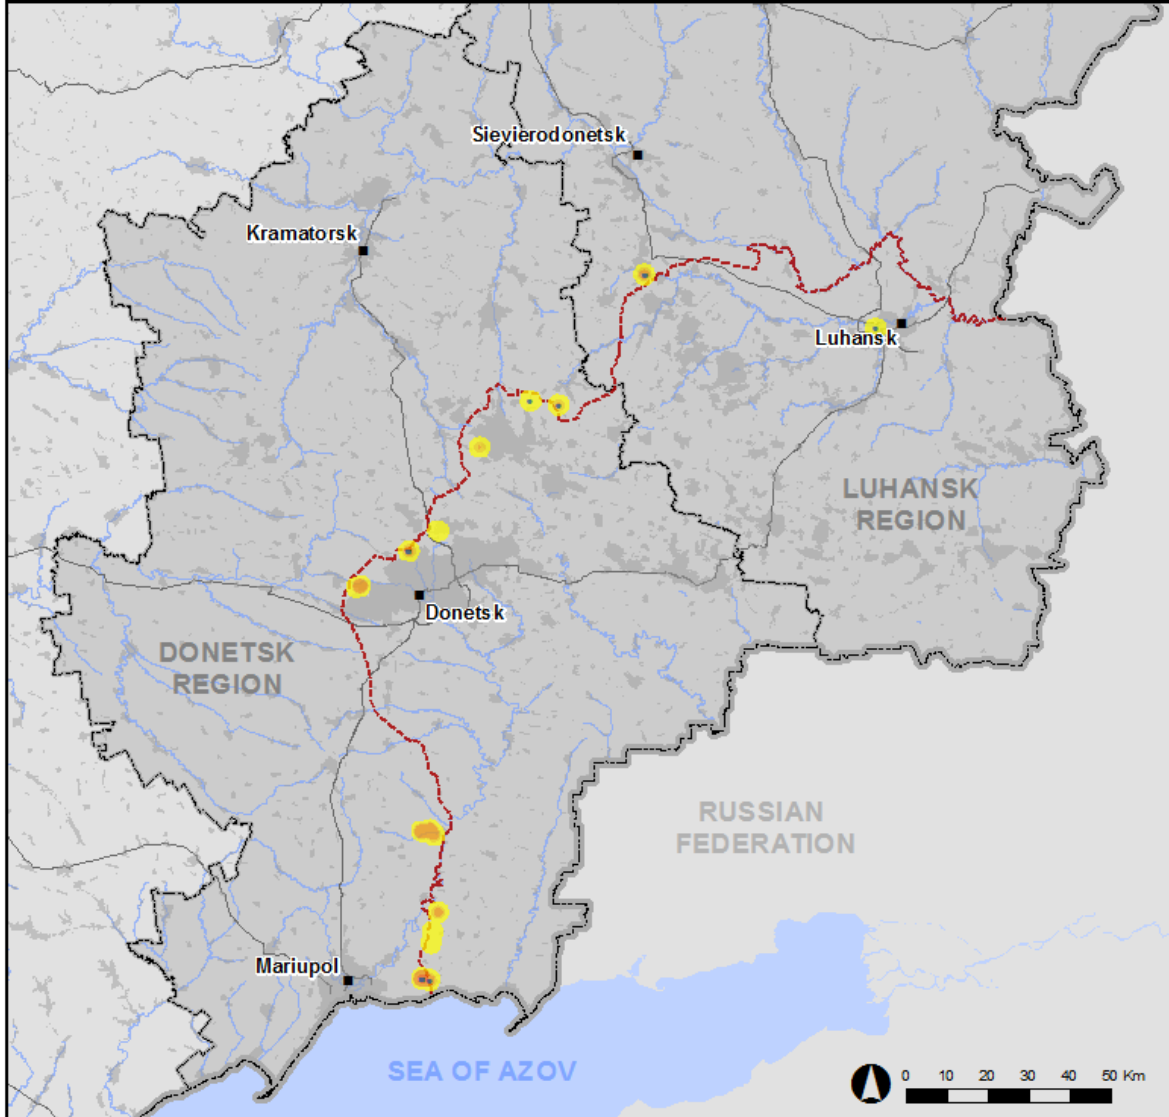 Sievierodonetsk
Kramatorsk
Luhansk
LUHANSK
REGION
Donetsk
DONETSK
REGION
RUSSIAN
FEDERATION
Mariupol
SEA OF AZOV
0 10 20 30 40 50 Km